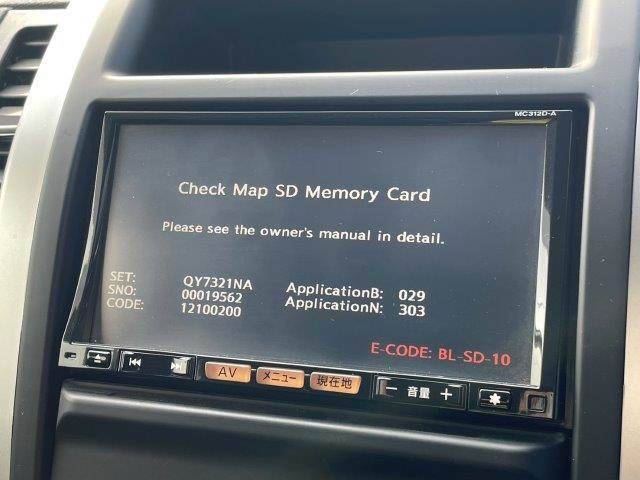 MC312D-A
Check Map SD Memory Card
Please see the owner's manual in detail.
SET: QY7321NA ApplicationB: 029
SNO: 00019562 ApplicationN: 303
CODE: 12100200
E-CODE: BL-SD-10
AV メニュー 現在地 － 音量 ＋